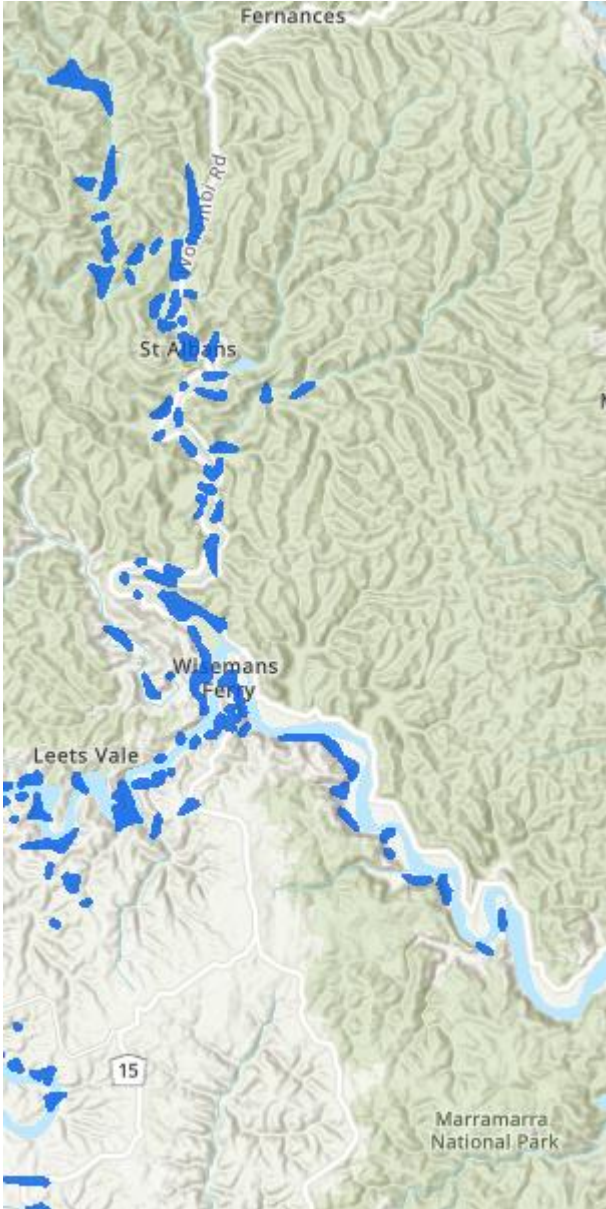 Fernances
Wollombi Rd
St Albans
Wisemans
Ferry
Leets Vale
15
Marramarra
National Park